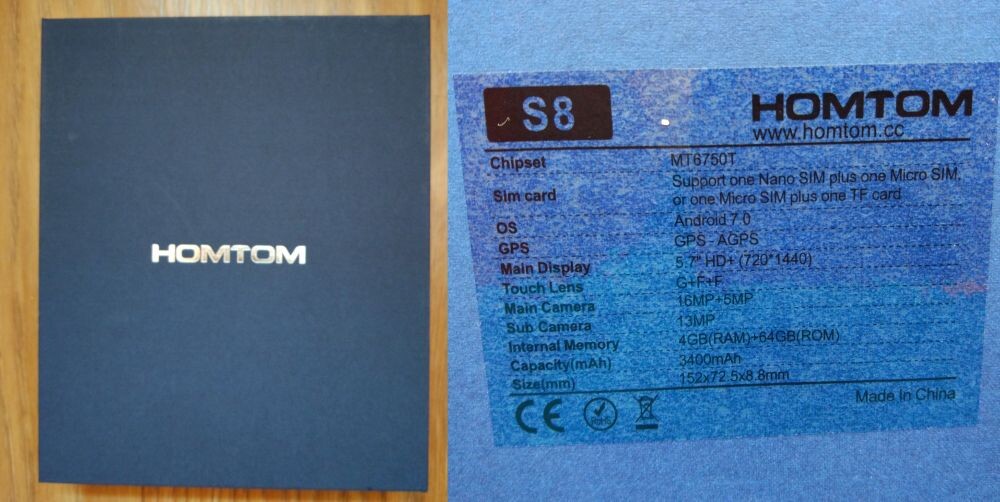 HOMTOM
S8
HOMTOM
www.homtom.cc
Chipset MT6750T
Sim card Support one Nano SIM plus one Micro SIM,
or one Micro SIM plus one TF card
OS Android 7.0
GPS GPS - AGPS
Main Display 5.7" HD+ (720*1440)
Touch Lens G+F+F
Main Camera 16MP+5MP
Sub Camera 13MP
Internal Memory 4GB(RAM)+64GB(ROM)
Capacity(mAh) 3400mAh
Size(mm) 152x72.5x8.8mm
Made In China
CE
RoHS